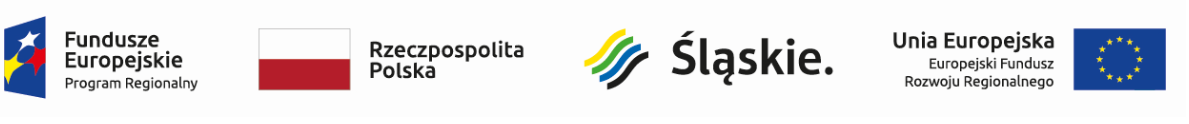 Fundusze
Europejskie
Program Regionalny
Rzeczpospolita
Polska
Śląskie.
Unia Europejska
Europejski Fundusz
Rozwoju Regionalnego